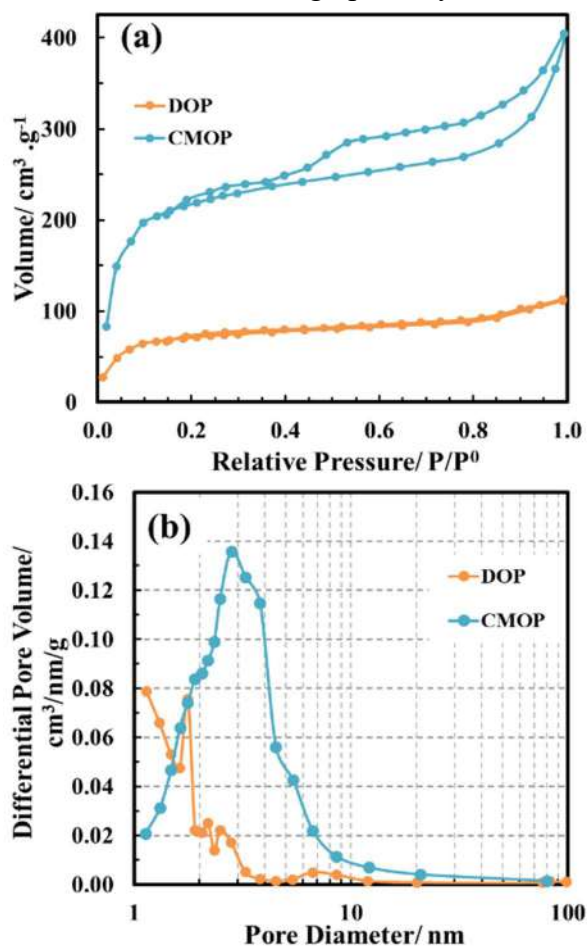 (a)
DOP
CMOP
Volume/ cm³ .g⁻¹
400
300
200
100
0
0.0 0.2 0.4 0.6 0.8 1.0
Relative Pressure/ P/P⁰
(b)
DOP
CMOP
Differential Pore Volume/
cm³/nm/g
0.16
0.14
0.12
0.10
0.08
0.06
0.04
0.02
0.00
1 10 100
Pore Diameter/ nm